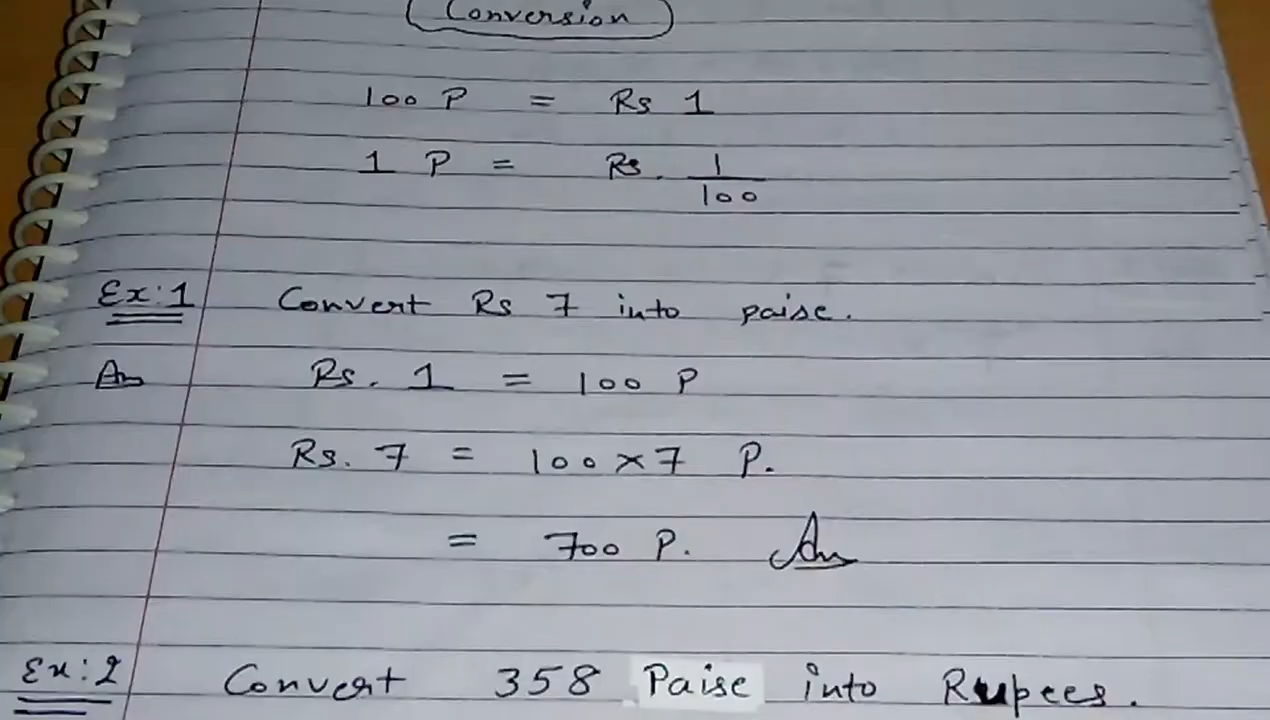 Conversion
100 P = Rs 1
1 P = Rs. 1/100
Ex:1 Convert Rs 7 into paise.
Ans Rs. 1 = 100 P
Rs. 7 = 100×7 P.
= 700 P. Ans
Ex:2 Convert 358 Paise into Rupees.